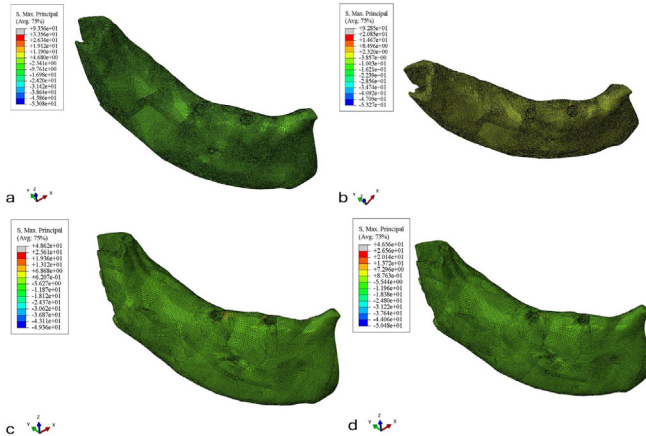 S, Max. Principal
(Avg: 75%)
+9.356e+01
+3.356e+01
+2.634e+01
+1.912e+01
+1.190e+01
+4.680e+00
-2.541e+00
-9.761e+00
-1.698e+01
-2.420e+01
-3.142e+01
-3.864e+01
-4.586e+01
-5.308e+01
a
Y Z X
S, Max. Principal
(Avg: 75%)
+9.285e+01
+2.085e+01
+1.467e+01
+8.496e+00
+2.320e+00
-3.857e+00
-1.003e+01
-1.621e+01
-2.239e+01
-2.856e+01
-3.474e+01
-4.092e+01
-4.709e+01
-5.327e+01
b
Y Z X
S, Max. Principal
(Avg: 75%)
+4.862e+01
+2.561e+01
+1.936e+01
+1.312e+01
+6.868e+00
+6.207e-01
-5.627e+00
-1.187e+01
-1.812e+01
-2.437e+01
-3.062e+01
-3.687e+01
-4.311e+01
-4.936e+01
c
Y Z X
S, Max. Principal
(Avg: 75%)
+4.656e+01
+2.656e+01
+2.014e+01
+1.372e+01
+7.296e+00
+8.763e-01
-5.544e+00
-1.196e+01
-1.838e+01
-2.480e+01
-3.122e+01
-3.764e+01
-4.406e+01
-5.048e+01
d
Y Z X